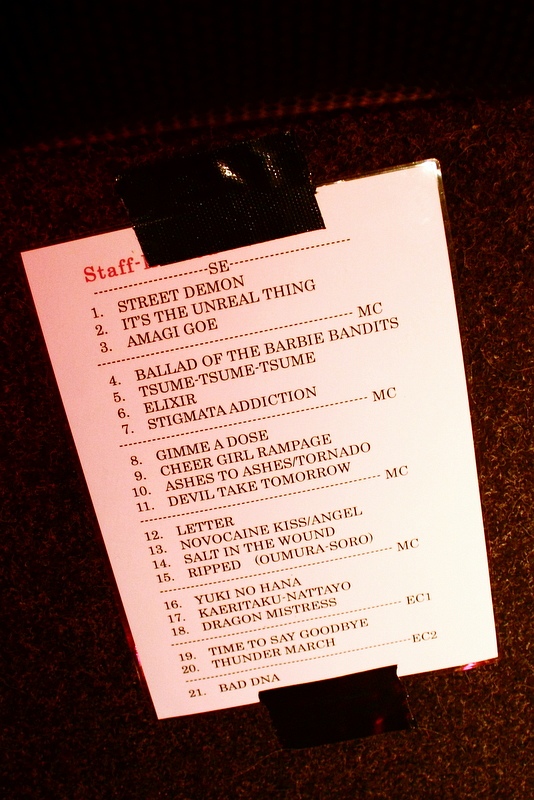 Staff-
--------------------SE--------------------
1. STREET DEMON
2. IT'S THE UNREAL THING
3. AMAGI GOE
---------------------------------------- MC
4. BALLAD OF THE BARBIE BANDITS
5. TSUME-TSUME-TSUME
6. ELIXIR
7. STIGMATA ADDICTION
---------------------------------------- MC
8. GIMME A DOSE
9. CHEER GIRL RAMPAGE
10. ASHES TO ASHES/TORNADO
11. DEVIL TAKE TOMORROW
---------------------------------------- MC
12. LETTER
13. NOVOCAINE KISS/ANGEL
14. SALT IN THE WOUND
15. RIPPED (OUMURA-SORO)
---------------------------------------- MC
16. YUKI NO HANA
17. KAERITAKU-NATTAYO
18. DRAGON MISTRESS
---------------------------------------- EC1
19. TIME TO SAY GOODBYE
20. THUNDER MARCH
----------------------------------------EC2
21. BAD DNA